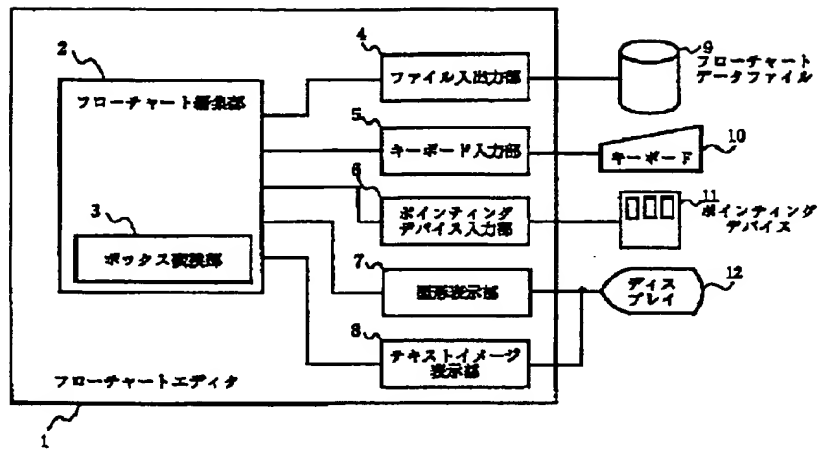 2
フローチャート編集部
3
ボックス変換部
4
ファイル入出力部
5
キーボード入力部
6
ポインティング
デバイス入力部
7
図形表示部
8
テキストイメージ
表示部
9
フローチャート
データファイル
10
キーボード
11
ポインティング
デバイス
12
ディス
プレイ
フローチャートエディタ
1